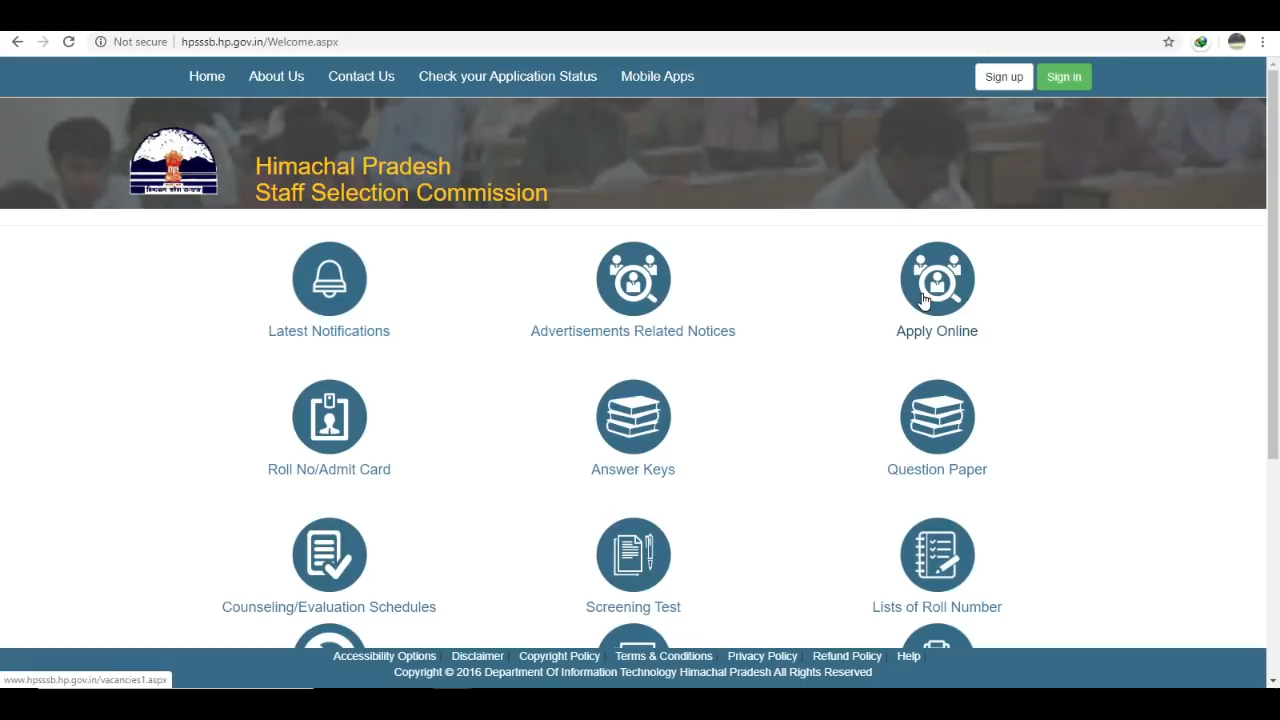 Not secure hpsssb.hp.gov.in/Welcome.aspx
Home About Us Contact Us Check your Application Status Mobile Apps Sign up Sign in
Himachal Pradesh
Staff Selection Commission
Latest Notifications Advertisements Related Notices Apply Online
Roll No/Admit Card Answer Keys Question Paper
Counseling/Evaluation Schedules Screening Test Lists of Roll Number
Accessibility Options Disclaimer Copyright Policy Terms & Conditions Privacy Policy Refund Policy Help
Copyright © 2016 Department Of Information Technology Himachal Pradesh All Rights Reserved
www.hpsssb.hp.gov.in/vacancies1.aspx